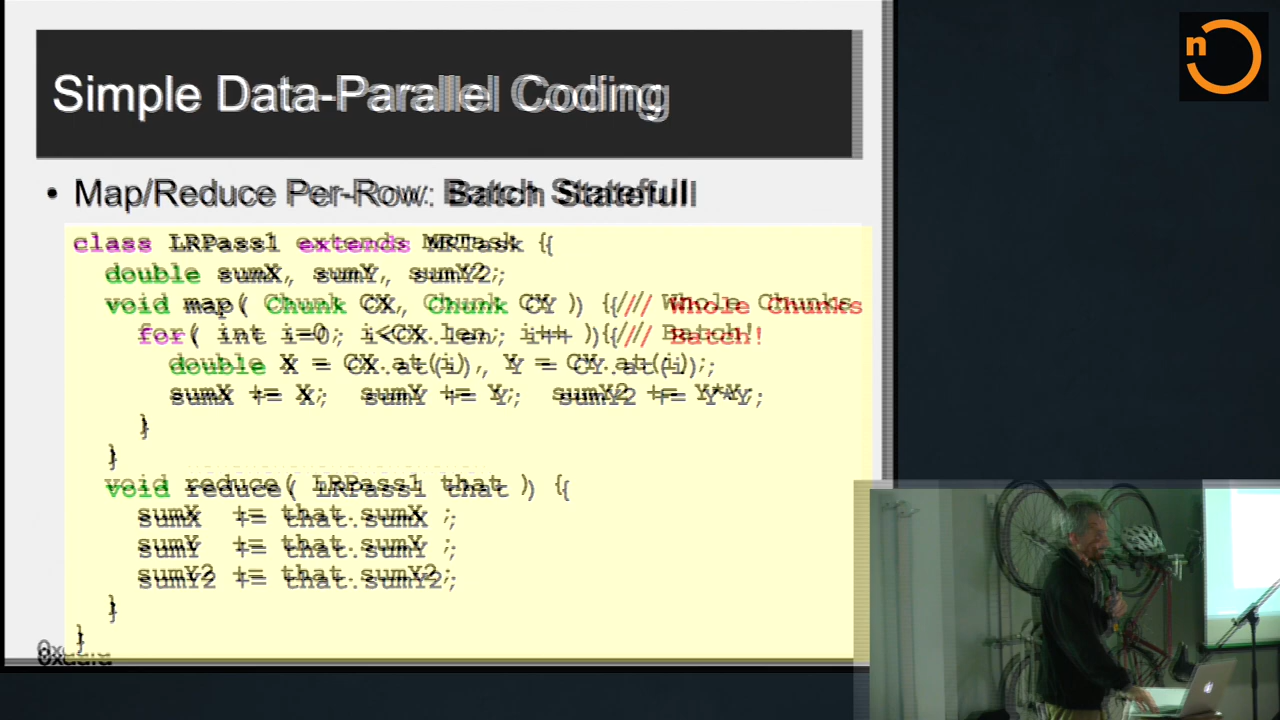 n
Simple Data-Parallel Coding
• Map/Reduce Per-Row: Batch Statefull
class LRPass1 extends MRTask {
double sumX, sumY, sumY2;
void map( Chunk CX, Chunk CY ) {// Whole Chunks
for( int i=0; i<CX.len; i++ ){// Batch!
double X = CX.at(i), Y = CY.at(i);
sumX += X; sumY += Y; sumY2 += Y*Y;
}
}
void reduce( LRPass1 that ) {
sumX += that.sumX ;
sumY += that.sumY ;
sumY2 += that.sumY2;
}
}
0xdata